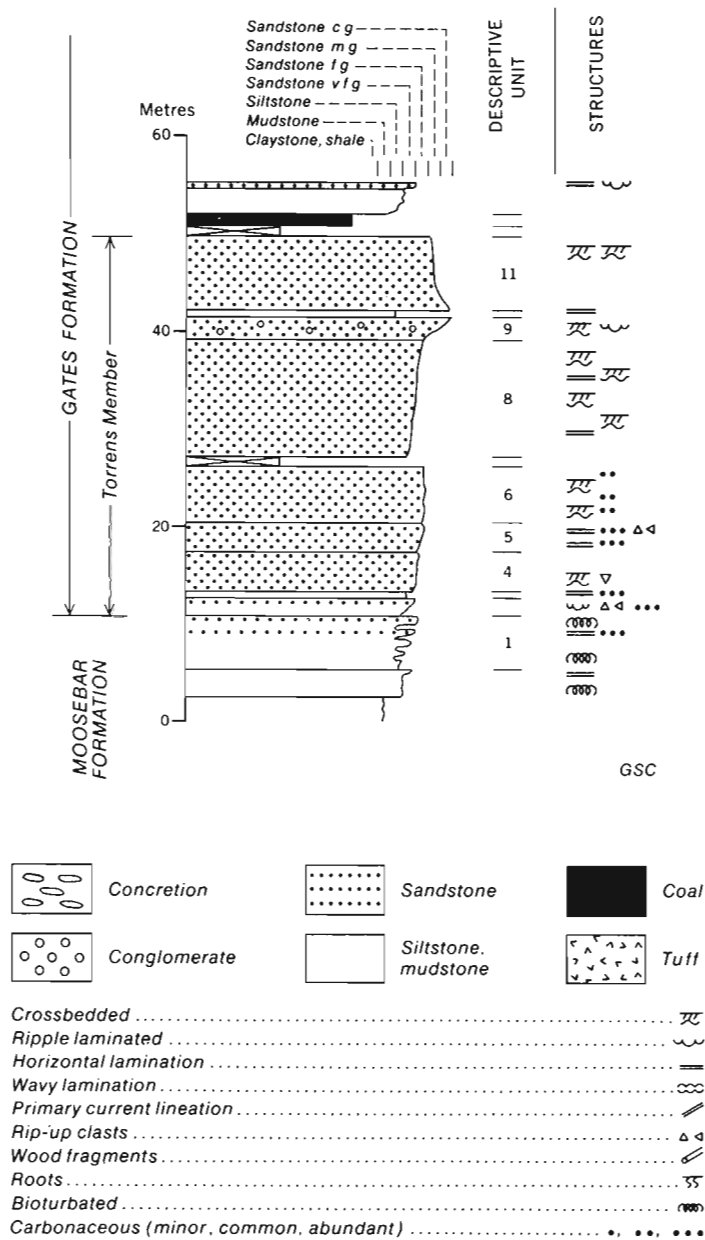 Sandstone c g
Sandstone m g
Sandstone f g
Sandstone v f g
Siltstone
Mudstone
Claystone, shale
Metres
60
40
20
0
DESCRIPTIVE
UNIT
STRUCTURES
GATES FORMATION
Torrens Member
MOOSEBAR
FORMATION
11
9
8
6
5
4
1
GSC
Concretion
Sandstone
Coal
Conglomerate
Siltstone,
mudstone
Tuff
Crossbedded
Ripple laminated
Horizontal lamination
Wavy lamination
Primary current lineation
Rip-up clasts
Wood fragments
Roots
Bioturbated
Carbonaceous (minor, common, abundant)